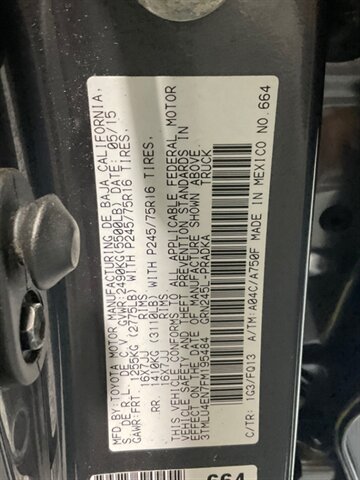 MFD.BY:TOYOTA MOTOR MANUFACTURING DE BAJA CALIFORNIA,
S.DE R.L.DE C.V. GVWR:2490KG(5500LB)DATE: 05/15
GAWR:FRT. 1255KG (2775LB) WITH P245/75R16 TIRES,
16X7JJ RIMS
RR. 1410KG (3110LB) WITH P245/75R16 TIRES,
16X7JJ RIMS
THIS VEHICLE CONFORMS TO ALL APPLICABLE FEDERAL MOTOR
VEHICLE SAFETY AND THEFT PREVENTION STANDARDS IN
EFFECT ON THE DATE OF MANUFACTURE SHOWN ABOVE.
3TMLU4EN7FM195484 GRN245L-PRADKA TRUCK
C/TR: 1G3/FQ13 A/TM:A04C/A750F MADE IN MEXICO NO.664
664